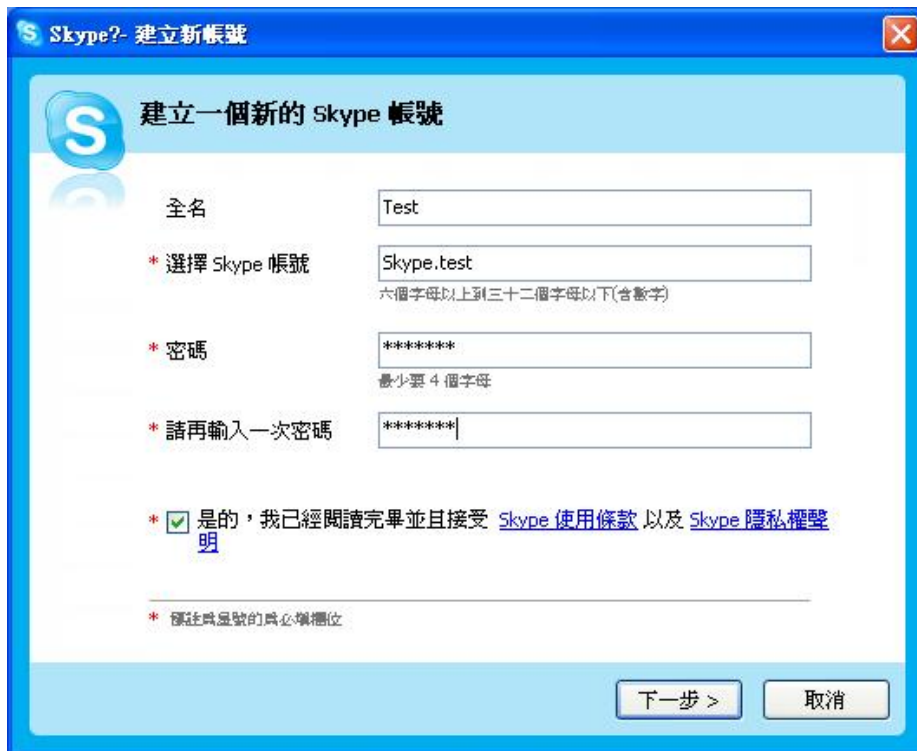 Skype?- 建立新帳號
建立一個新的 Skype 帳號
全名
Test
* 選擇 Skype 帳號
Skype.test
六個字母以上到三十二個字母以下(含數字)
* 密碼
*******
最少要 4 個字母
* 請再輸入一次密碼
*******
* 是的，我已經閱讀完畢並且接受 Skype 使用條款 以及 Skype 隱私權聲
明
* 標註為星號的為必填欄位
下一步 >
取消